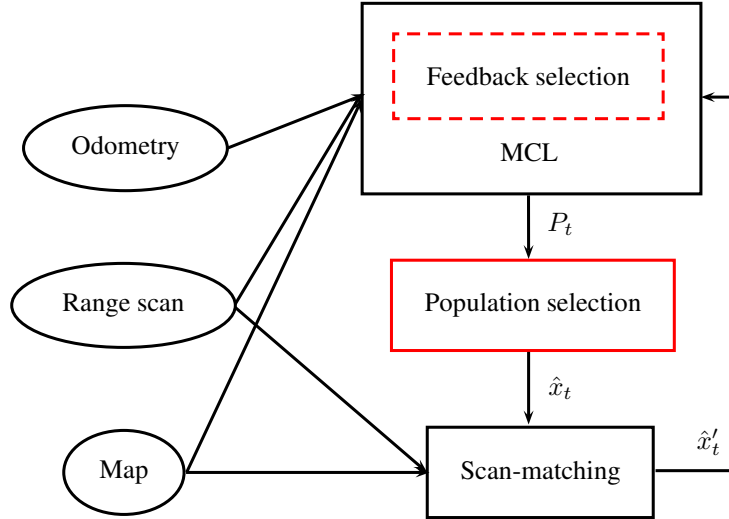 Feedback selection
Odometry
MCL
P_t
Range scan
Population selection
x̂_t
x̂′_t
Map
Scan-matching